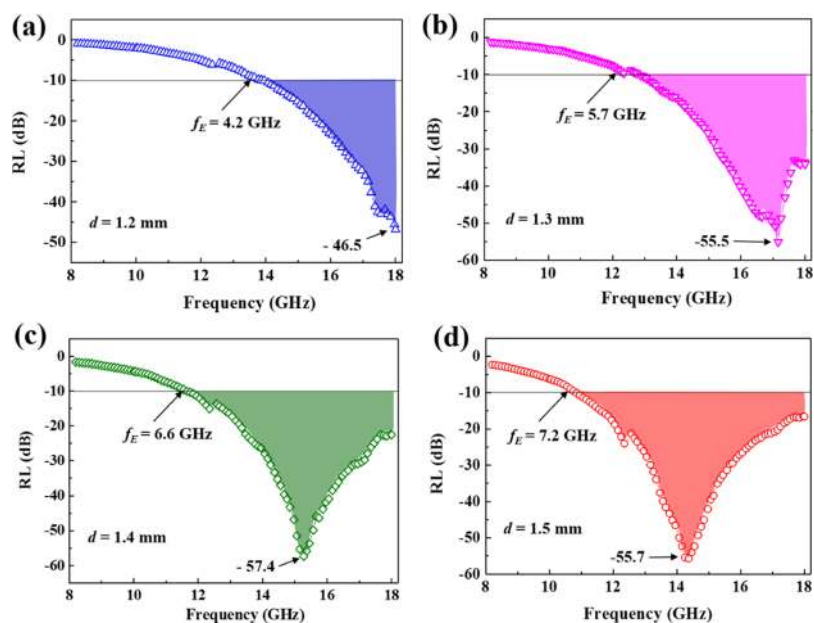 (a)
RL (dB)
0
-10
-20
-30
-40
-50
fE = 4.2 GHz
d = 1.2 mm
- 46.5
8 10 12 14 16 18
Frequency (GHz)
(b)
RL (dB)
0
-10
-20
-30
-40
-50
-60
fE = 5.7 GHz
d = 1.3 mm
-55.5
8 10 12 14 16 18
Frequency (GHz)
(c)
RL (dB)
0
-10
-20
-30
-40
-50
-60
fE = 6.6 GHz
d = 1.4 mm
- 57.4
8 10 12 14 16 18
Frequency (GHz)
(d)
RL (dB)
0
-10
-20
-30
-40
-50
-60
fE = 7.2 GHz
d = 1.5 mm
-55.7
8 10 12 14 16 18
Frequency (GHz)